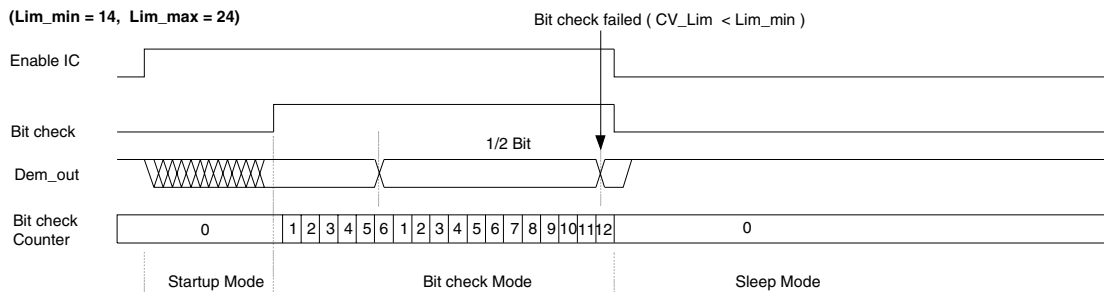 (Lim_min = 14, Lim_max = 24)
Bit check failed ( CV_Lim < Lim_min )
Enable IC
Bit check
1/2 Bit
Dem_out
Bit check
Counter
0 1 2 3 4 5 6 1 2 3 4 5 6 7 8 9 10 11 12 0
Startup Mode Bit check Mode Sleep Mode